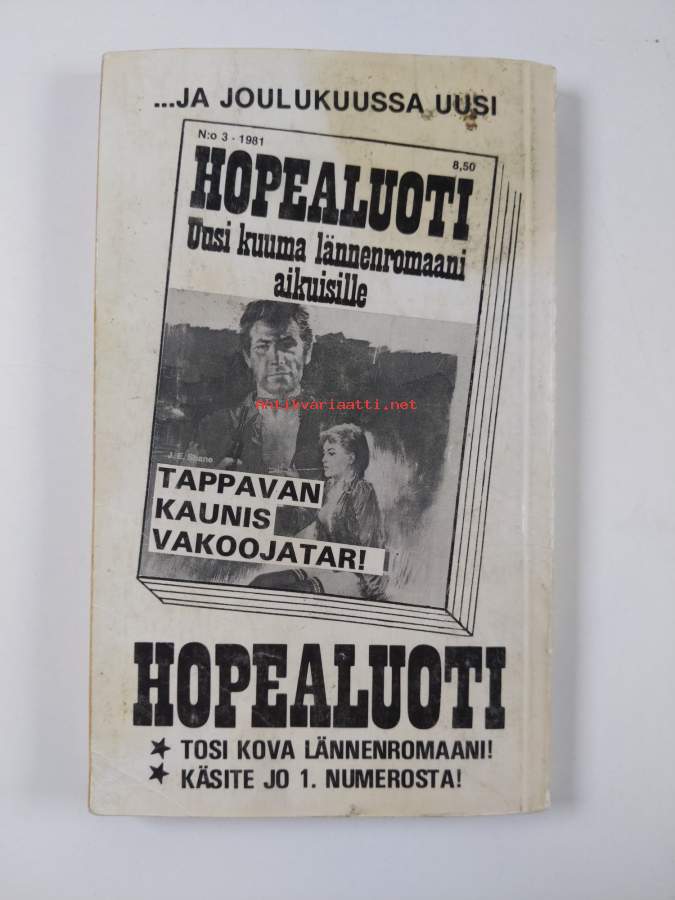 ...JA JOULUKUUSSA UUSI
N:o 3 - 1981
8,50
HOPEALUOTI
Uusi kuuma lännenromaani
aikuisille
antikvariaatti.net
J. E. Shane
TAPPAVAN
KAUNIS
VAKOOJATAR!
HOPEALUOTI
★ TOSI KOVA LÄNNENROMAANI!
★ KÄSITE JO 1. NUMEROSTA!